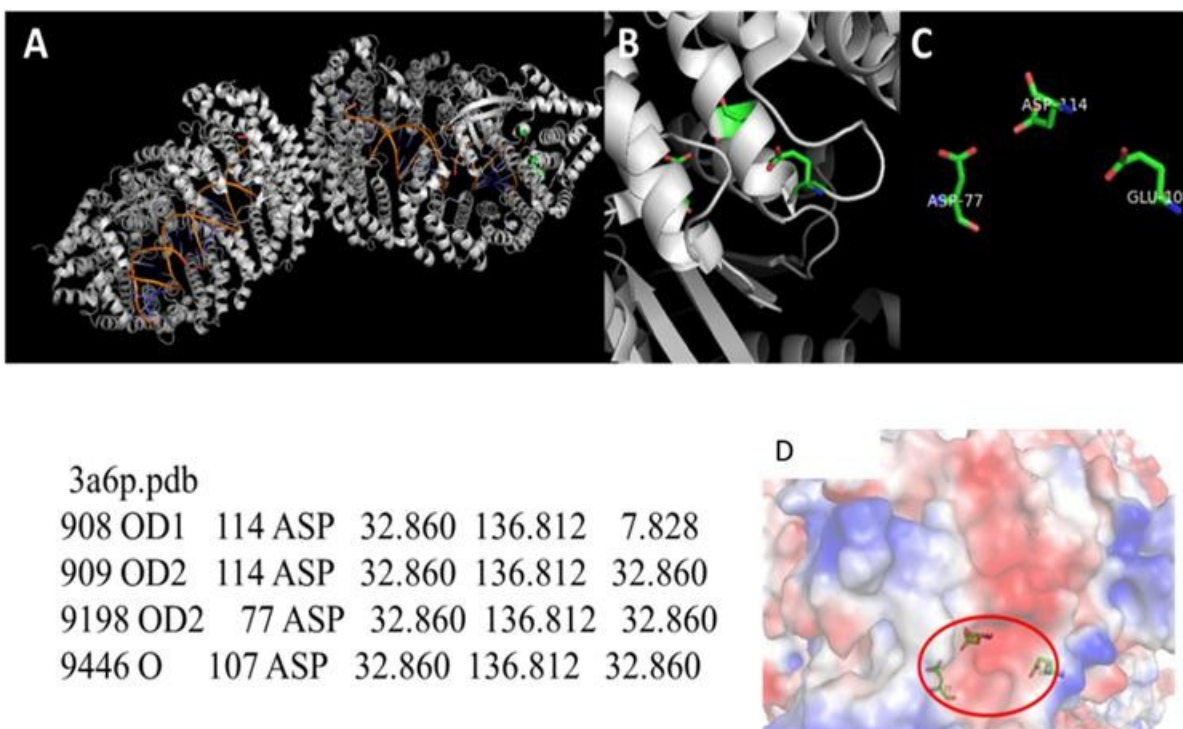 A
B
C
ASP-114
ASP-77
GLU-10
3a6p.pdb
908 OD1 114 ASP 32.860 136.812 7.828
909 OD2 114 ASP 32.860 136.812 32.860
9198 OD2 77 ASP 32.860 136.812 32.860
9446 O 107 ASP 32.860 136.812 32.860
D